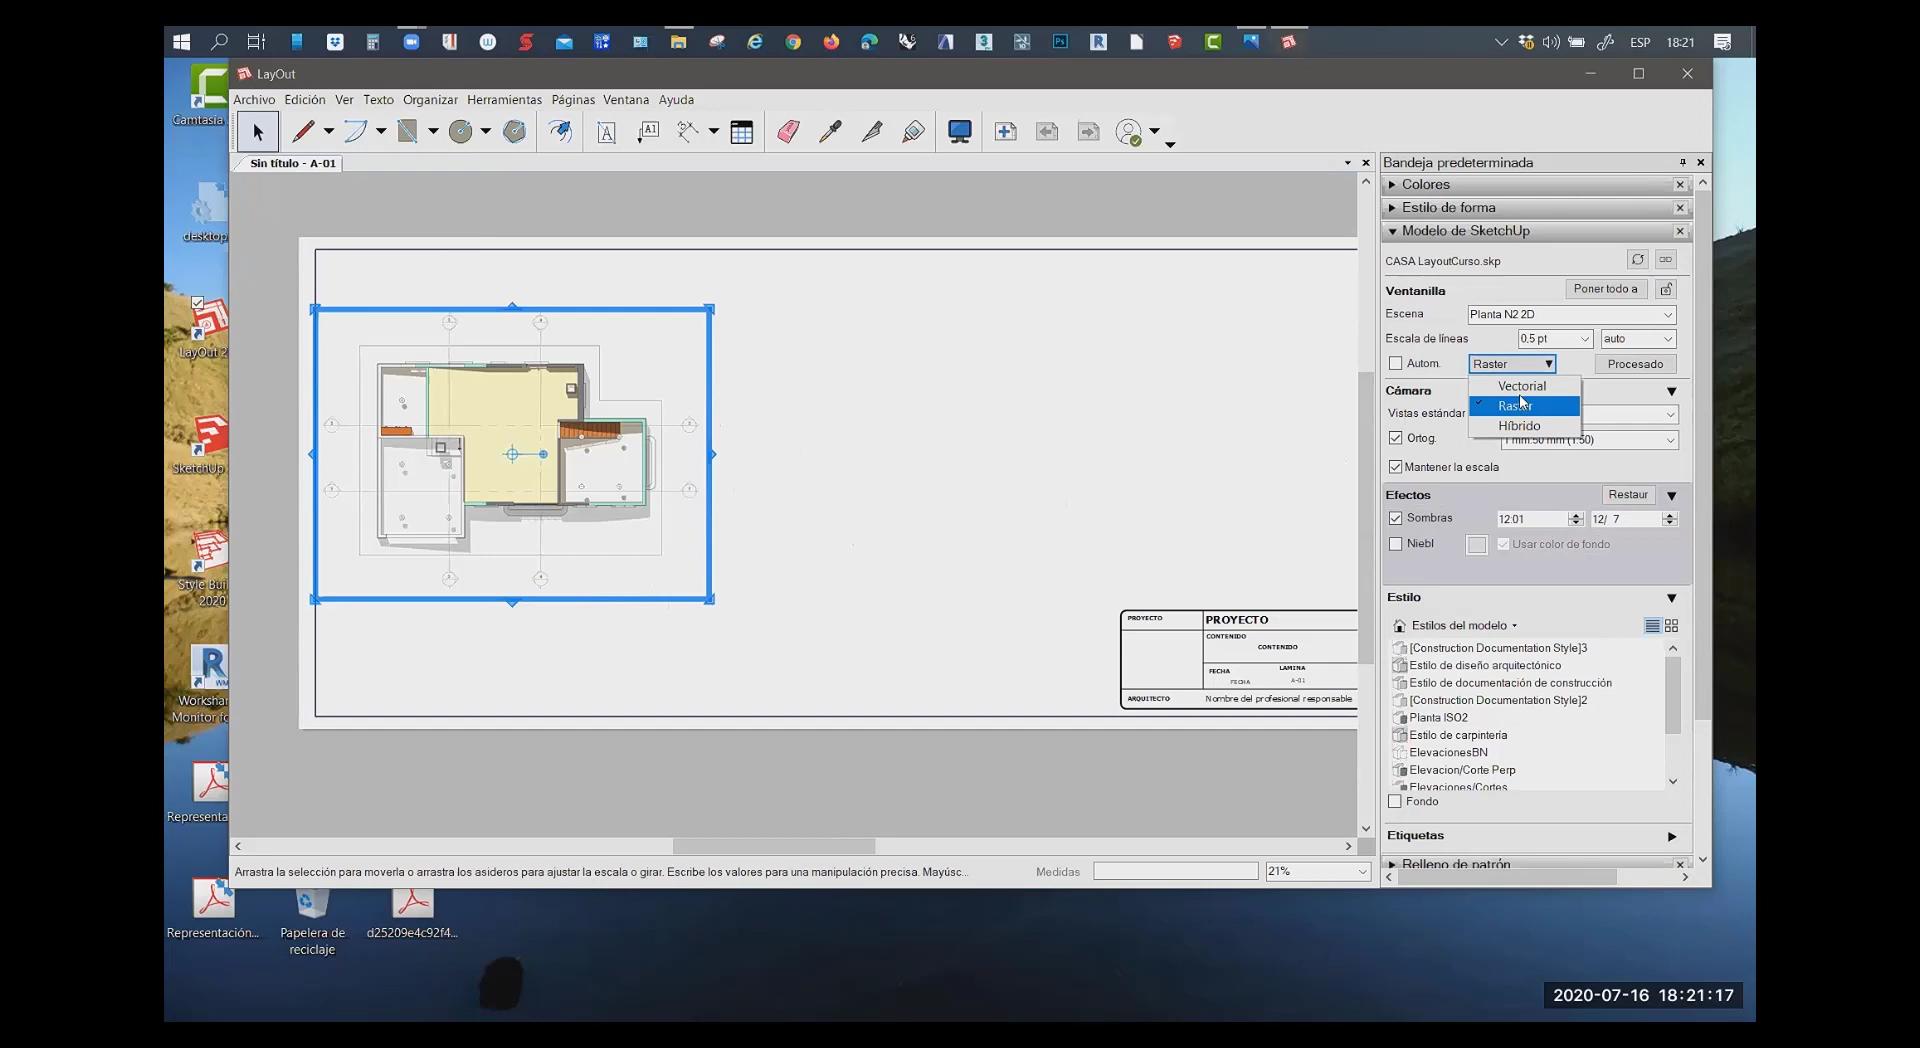 ESP
18:21
Camtasia
desktop
LayOut 2
SketchUp
Style Buil
2020
Workshar
Monitor fo
Representa
Representación...
Papelera de
reciclaje
d25209e4c92f4...
LayOut
Archivo Edición Ver Texto Organizar Herramientas Páginas Ventana Ayuda
Sin título - A-01
PROYECTO
PROYECTO
CONTENIDO
CONTENIDO
FECHA
LAMINA
FECHA
A-01
ARQUITECTO
Nombre del profesional responsable
Arrastra la selección para moverla o arrastra los asideros para ajustar la escala o girar. Escribe los valores para una manipulación precisa. Mayúsc...
Medidas
21%
Bandeja predeterminada
Colores
Estilo de forma
Modelo de SketchUp
CASA LayoutCurso.skp
Ventanilla
Poner todo a
Escena
Planta N2 2D
Escala de líneas
0,5 pt
auto
Autom.
Raster
Procesado
Vectorial
Raster
Híbrido
Cámara
Vistas estándar
Ortog.
1 mm:50 mm (1:50)
Mantener la escala
Efectos
Restaur
Sombras
12:01
12/ 7
Niebl
Usar color de fondo
Estilo
Estilos del modelo
[Construction Documentation Style]3
Estilo de diseño arquitectónico
Estilo de documentación de construcción
[Construction Documentation Style]2
Planta ISO2
Estilo de carpintería
ElevacionesBN
Elevacion/Corte Perp
Elevaciones/Cortes
Fondo
Etiquetas
Relleno de patrón
2020-07-16 18:21:17